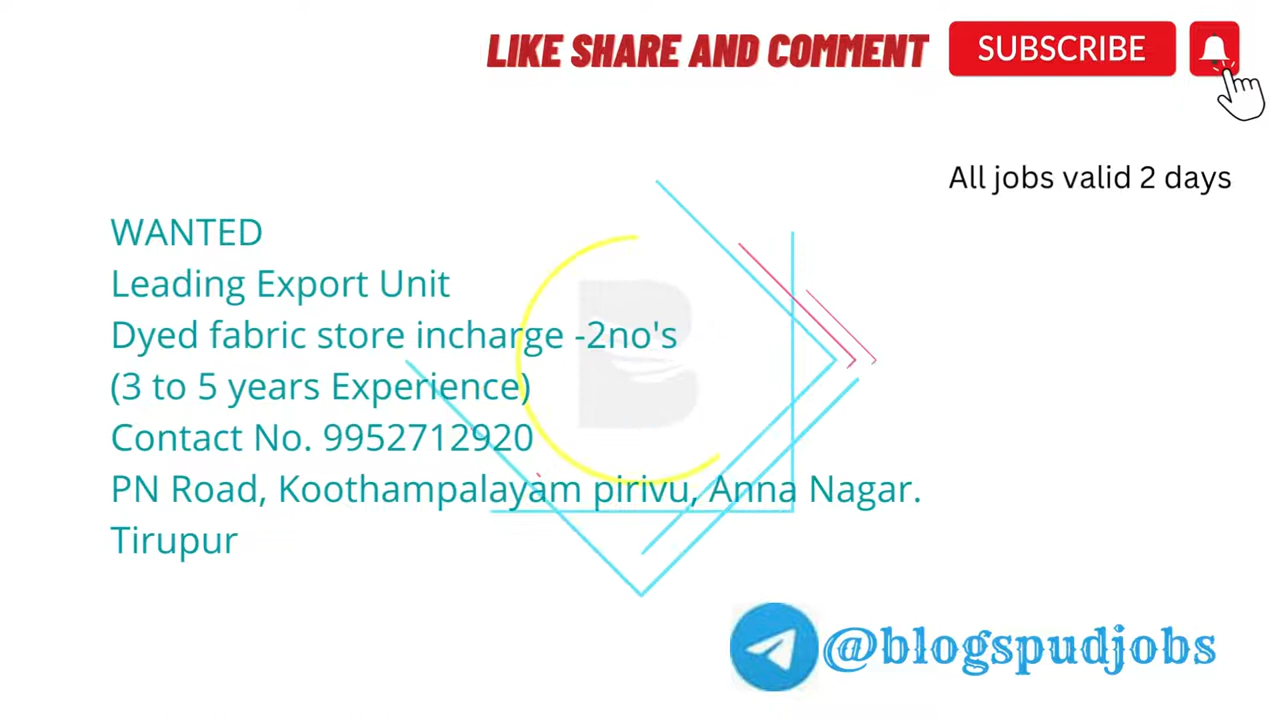 LIKE SHARE AND COMMENT
SUBSCRIBE
All jobs valid 2 days
WANTED
Leading Export Unit
Dyed fabric store incharge -2no's
(3 to 5 years Experience)
Contact No. 9952712920
PN Road, Koothampalayam pirivu, Anna Nagar.
Tirupur
B
@blogspudjobs